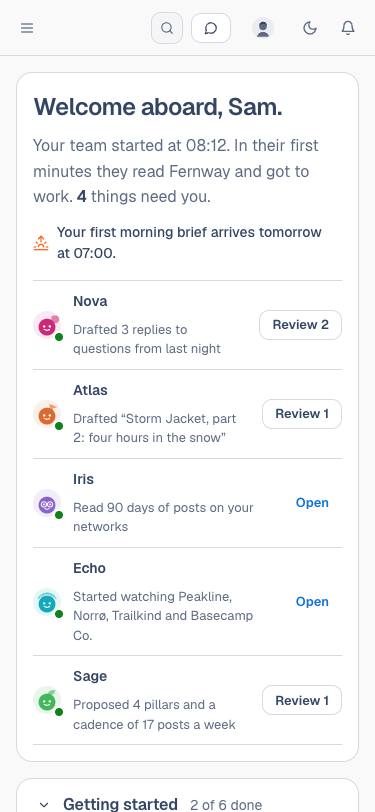 Welcome aboard, Sam.
Your team started at 08:12. In their first
minutes they read Fernway and got to
work. 4 things need you.
Your first morning brief arrives tomorrow
at 07:00.
Nova
Drafted 3 replies to
questions from last night
Review 2
Atlas
Drafted “Storm Jacket, part
2: four hours in the snow”
Review 1
Iris
Read 90 days of posts on your
networks
Open
Echo
Started watching Peakline,
Norrø, Trailkind and Basecamp
Co.
Open
Sage
Proposed 4 pillars and a
cadence of 17 posts a week
Review 1
Getting started 2 of 6 done